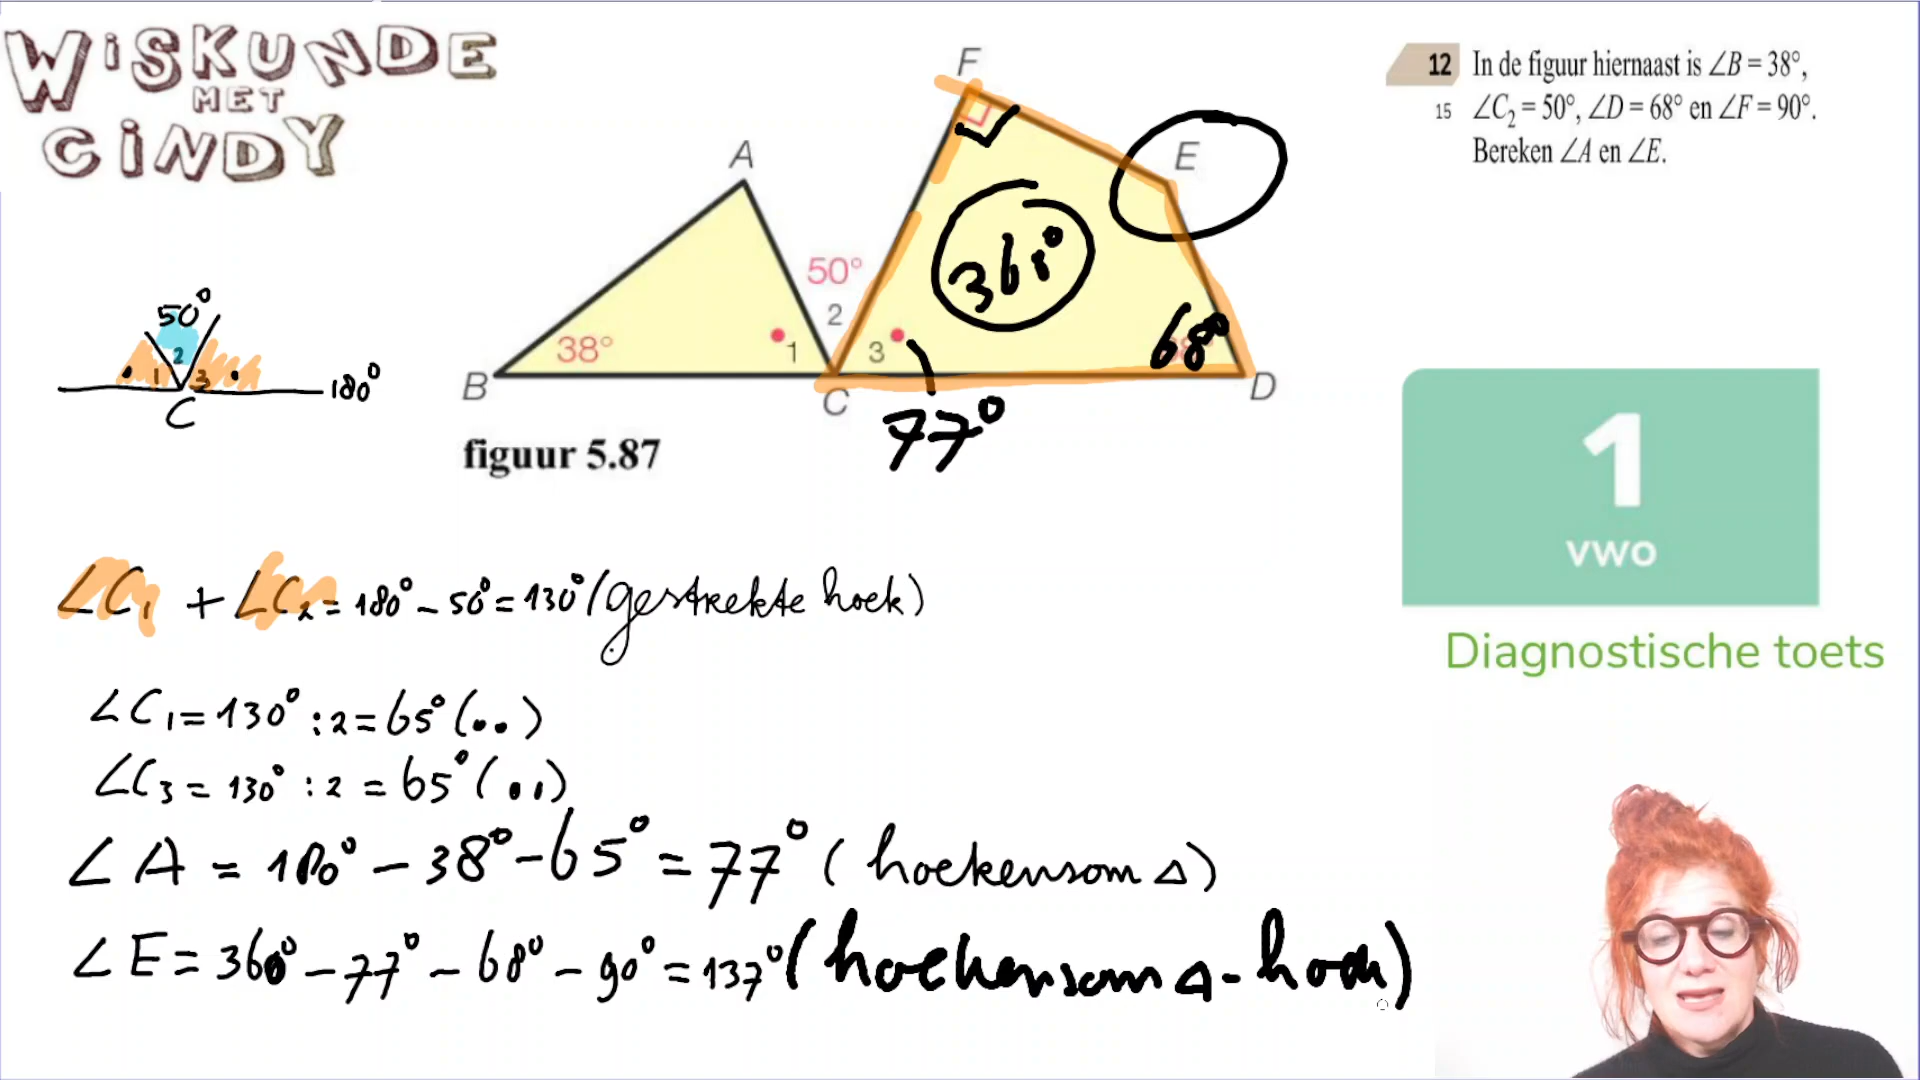 WiSKUNDE
MET
CiNDY
12 In de figuur hiernaast is ∠B = 38°,
15 ∠C₂ = 50°, ∠D = 68° en ∠F = 90°.
Bereken ∠A en ∠E.
F
E
A
50°
2
38°
1
3
B
C
D
360°
68°
77°
figuur 5.87
50°
2
1
3
180°
C
1
vwo
Diagnostische toets
∠C₁ + ∠C₂ = 180° - 50° = 130° (gestrekte hoek)
∠C₁ = 130° : 2 = 65° (••)
∠C₃ = 130° : 2 = 65° (••)
∠A = 180° - 38° - 65° = 77° (hoekensom △)
∠E = 360° - 77° - 68° - 90° = 137° (hoekensom 4-hoek)